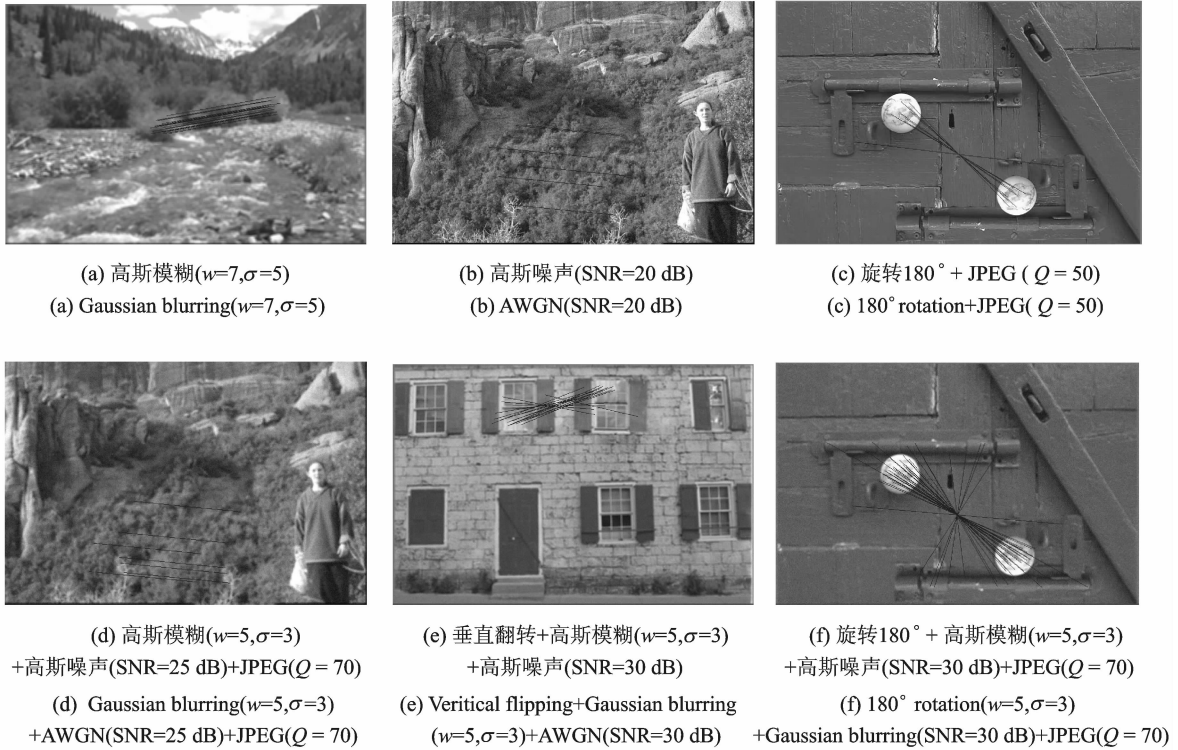 (a) 高斯模糊(w=7,σ=5)
(a) Gaussian blurring(w=7,σ=5)
(b) 高斯噪声(SNR=20 dB)
(b) AWGN(SNR=20 dB)
(c) 旋转180° + JPEG ( Q = 50)
(c) 180° rotation+JPEG( Q = 50)
(d) 高斯模糊(w=5,σ=3)
+高斯噪声(SNR=25 dB)+JPEG(Q = 70)
(d) Gaussian blurring(w=5,σ=3)
+AWGN(SNR=25 dB)+JPEG(Q = 70)
(e) 垂直翻转+高斯模糊(w=5,σ=3)
+高斯噪声(SNR=30 dB)
(e) Veritical flipping+Gaussian blurring
(w=5,σ=3)+AWGN(SNR=30 dB)
(f) 旋转180° + 高斯模糊(w=5,σ=3)
+高斯噪声(SNR=30 dB)+JPEG(Q = 70)
(f) 180° rotation(w=5,σ=3)
+Gaussian blurring(SNR=30 dB)+JPEG(Q = 70)